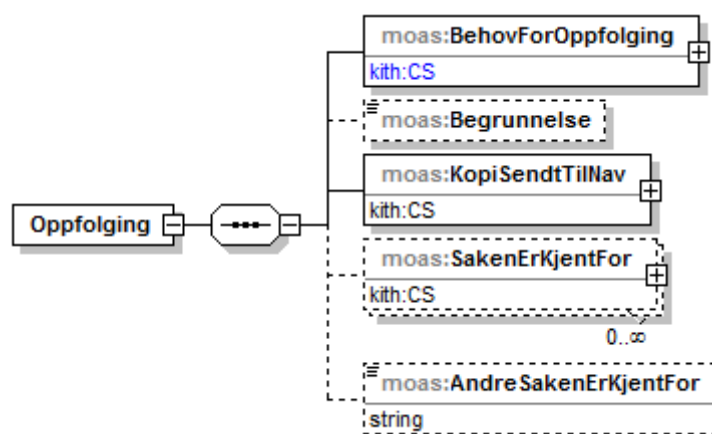 moas:BehovForOppfolging
kith:CS
moas:Begrunnelse
moas:KopiSendtTilNav
kith:CS
Oppfolging
moas:SakenErKjentFor
kith:CS
0..∞
moas:AndreSakenErKjentFor
string